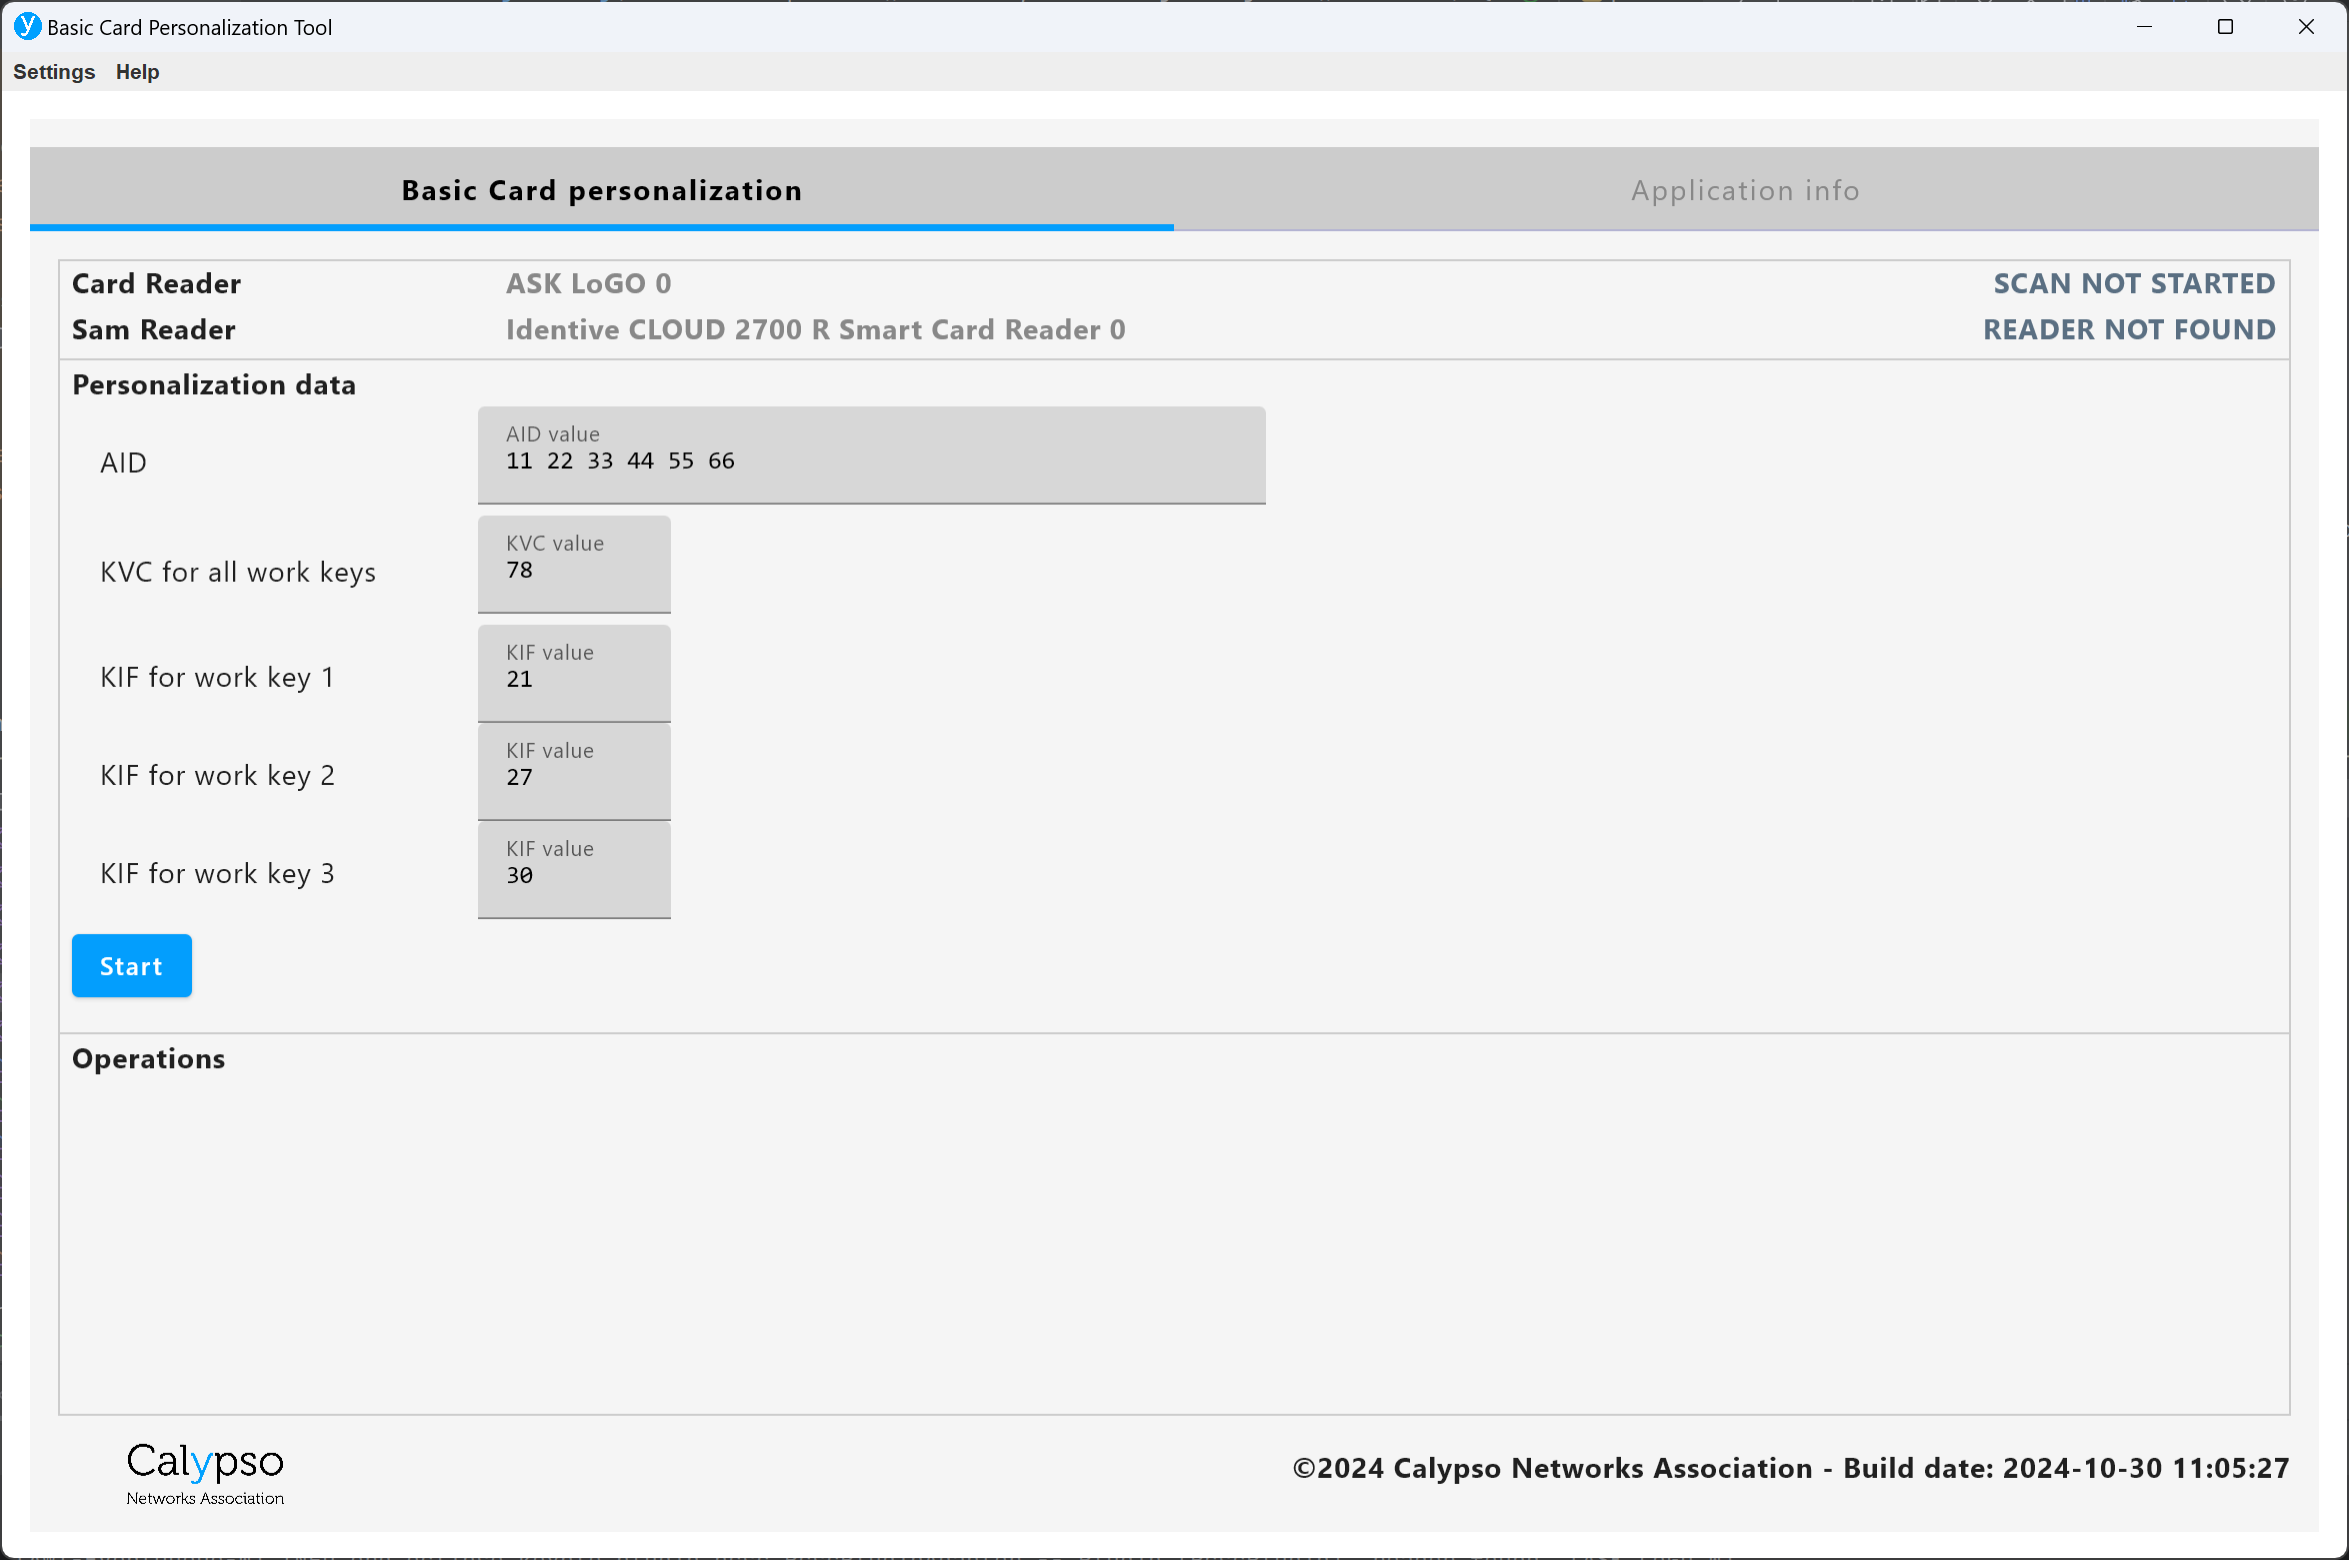 Basic Card Personalization Tool
Settings Help
Basic Card personalization Application info
Card Reader ASK LoGO 0 SCAN NOT STARTED
Sam Reader Identive CLOUD 2700 R Smart Card Reader 0 READER NOT FOUND
Personalization data
AID value
AID 11 22 33 44 55 66
KVC value
KVC for all work keys 78
KIF value
KIF for work key 1 21
KIF value
KIF for work key 2 27
KIF value
KIF for work key 3 30
Start
Operations
Calypso
Networks Association
©2024 Calypso Networks Association - Build date: 2024-10-30 11:05:27